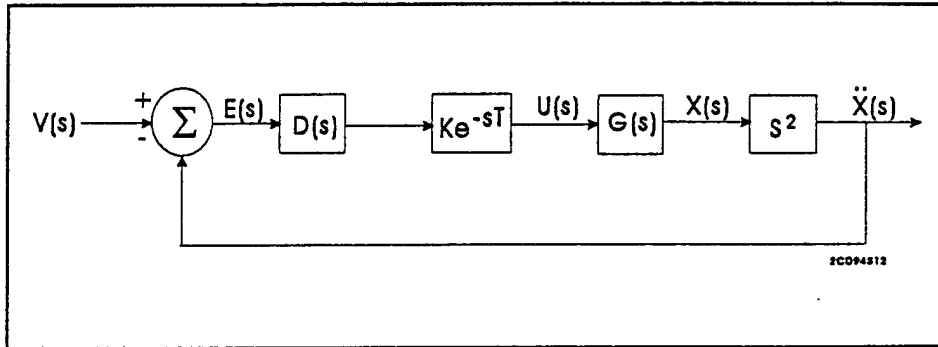 V(s)
+
-
Σ
E(s)
D(s)
Ke^-sT
U(s)
G(s)
X(s)
S²
Ẍ(s)
2CD94512